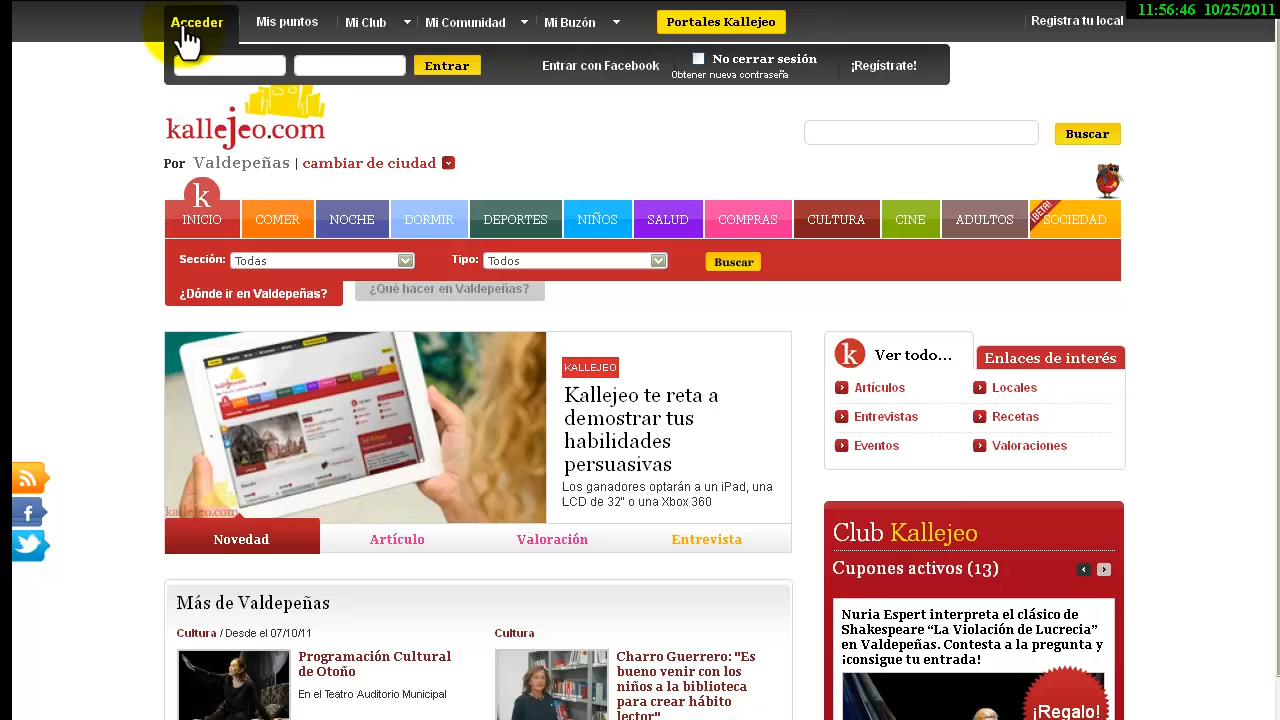 Acceder
Mis puntos
Mi Club
Mi Comunidad
Mi Buzón
Portales Kallejeo
Registra tu local
11:56:46 10/25/2011
Entrar
Entrar con Facebook
No cerrar sesión
Obtener nueva contraseña
¡Regístrate!
kallejeo.com
Buscar
Por Valdepeñas | cambiar de ciudad
k
INICIO
COMER
NOCHE
DORMIR
DEPORTES
NIÑOS
SALUD
COMPRAS
CULTURA
CINE
ADULTOS
¡BETA!
SOCIEDAD
Sección: Todas
Tipo: Todos
Buscar
¿Dónde ir en Valdepeñas?
¿Qué hacer en Valdepeñas?
KALLEJEO
Kallejeo te reta a
demostrar tus
habilidades
persuasivas
Los ganadores optarán a un iPad, una
LCD de 32" o una Xbox 360
kallejeo.com
Novedad
Artículo
Valoración
Entrevista
k
Ver todo...
Enlaces de interés
Artículos
Locales
Entrevistas
Recetas
Eventos
Valoraciones
Club Kallejeo
Cupones activos (13)
Nuria Espert interpreta el clásico de
Shakespeare “La Violación de Lucrecia”
en Valdepeñas. Contesta a la pregunta y
¡consigue tu entrada!
¡Regalo!
Más de Valdepeñas
Cultura / Desde el 07/10/11
Programación Cultural
de Otoño
En el Teatro Auditorio Municipal
Cultura
Charro Guerrero: "Es
bueno venir con los
niños a la biblioteca
para crear hábito
lector"